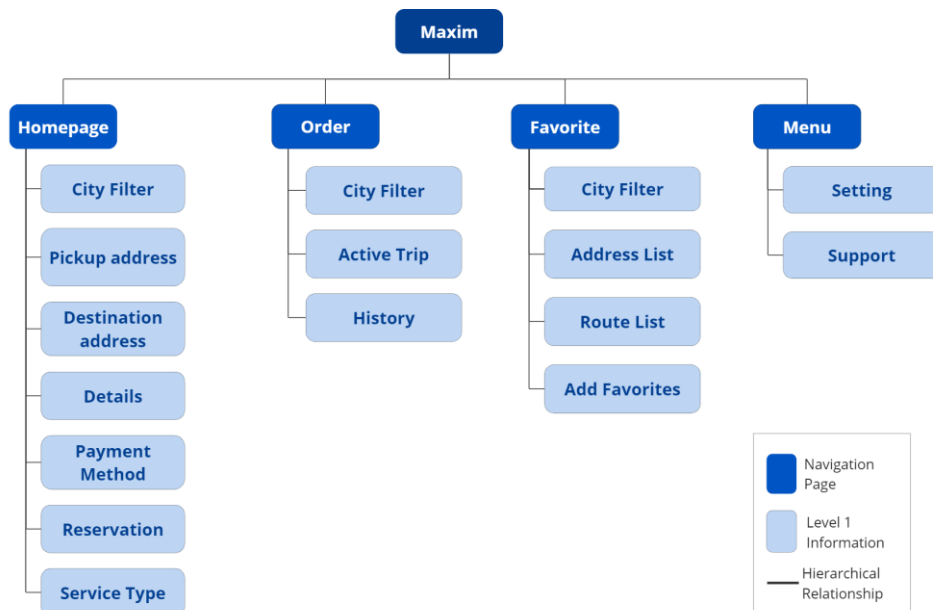 Maxim
Homepage
Order
Favorite
Menu
City Filter
Pickup address
Destination
address
Details
Payment
Method
Reservation
Service Type
City Filter
Active Trip
History
City Filter
Address List
Route List
Add Favorites
Setting
Support
Navigation
Page
Level 1
Information
Hierarchical
Relationship